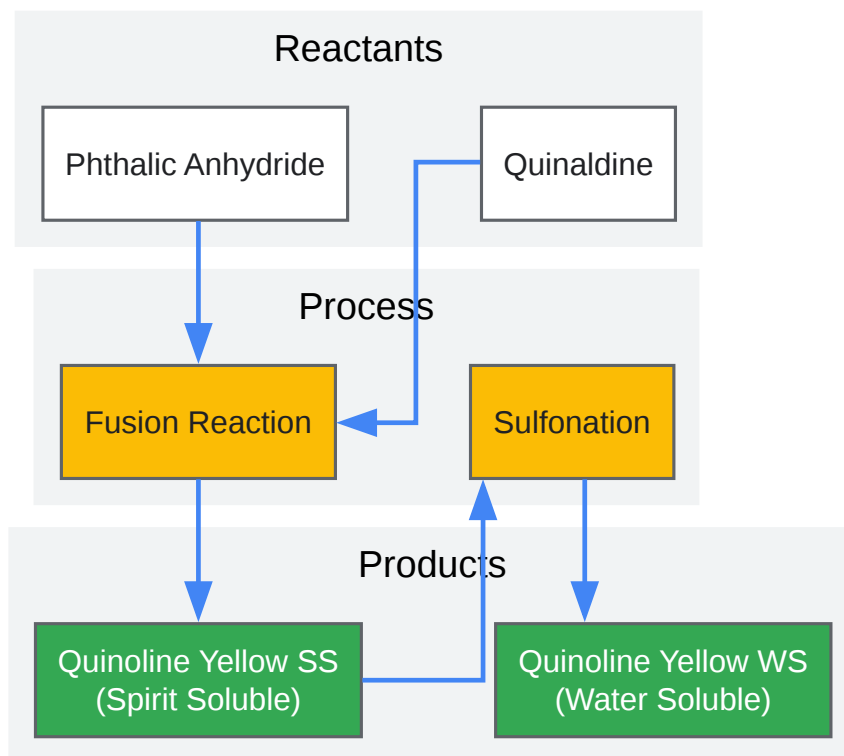 Reactants
Phthalic Anhydride
Quinaldine
Process
Fusion Reaction
Sulfonation
Products
Quinoline Yellow SS
(Spirit Soluble)
Quinoline Yellow WS
(Water Soluble)